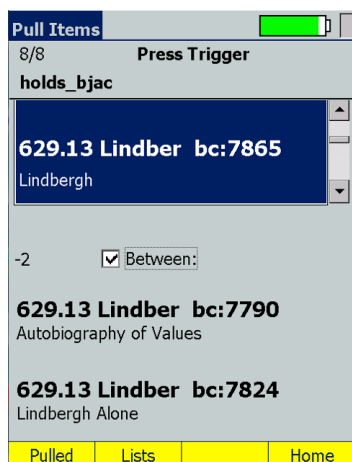 Pull Items
8/8 Press Trigger
holds_bjac
629.13 Lindber bc:7865
Lindbergh
-2 Between:
629.13 Lindber bc:7790
Autobiography of Values
629.13 Lindber bc:7824
Lindbergh Alone
Pulled Lists Home